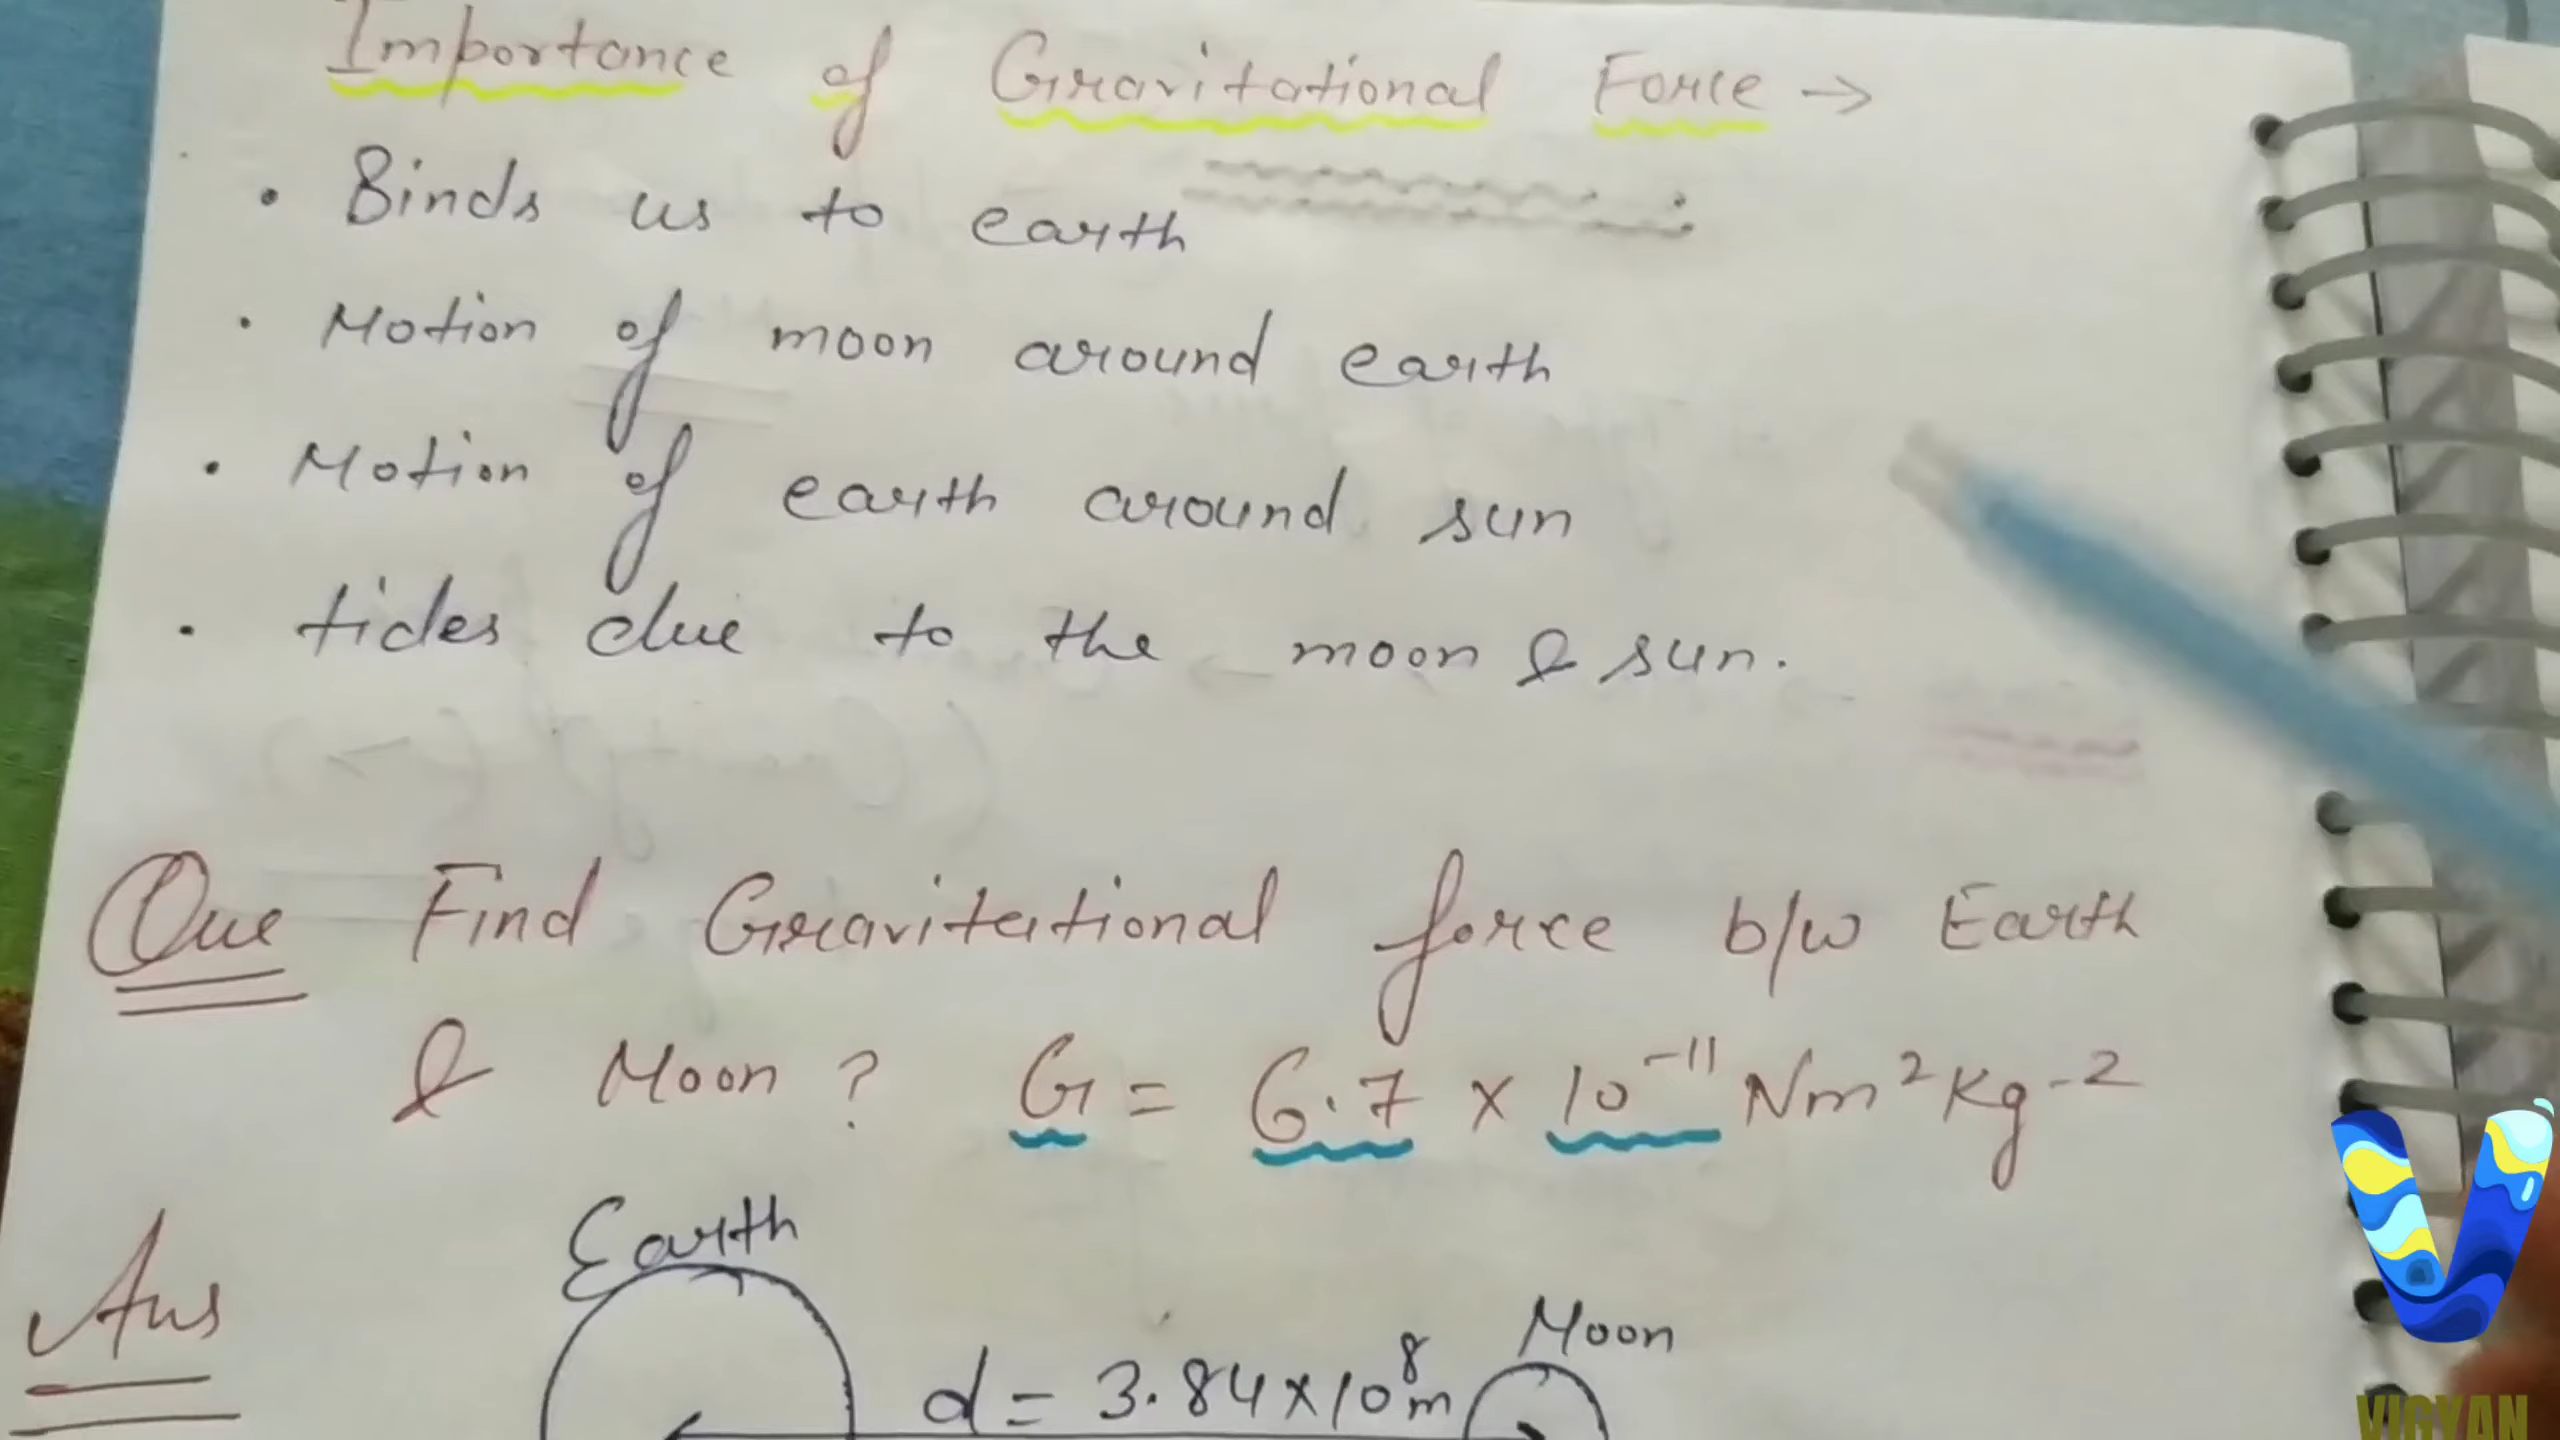 Importance of Gravitational Force →
• Binds us to earth
• Motion of moon around earth
• Motion of earth around sun
• tides due to the moon & sun.
Que Find Gravitational force b/w Earth
& Moon? G = 6.7 × 10⁻¹¹ Nm²Kg⁻²
Ans
Earth
Moon
d = 3.84×10⁸m
VIGYAN